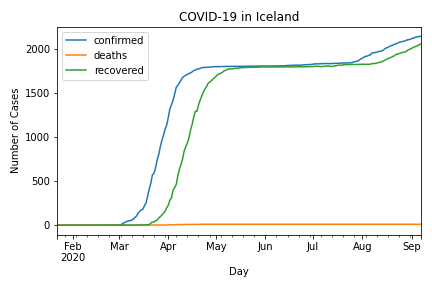 COVID-19 in Iceland
confirmed
deaths
recovered
Number of Cases
2000
1500
1000
500
0
Feb Mar Apr May Jun Jul Aug Sep
2020
Day